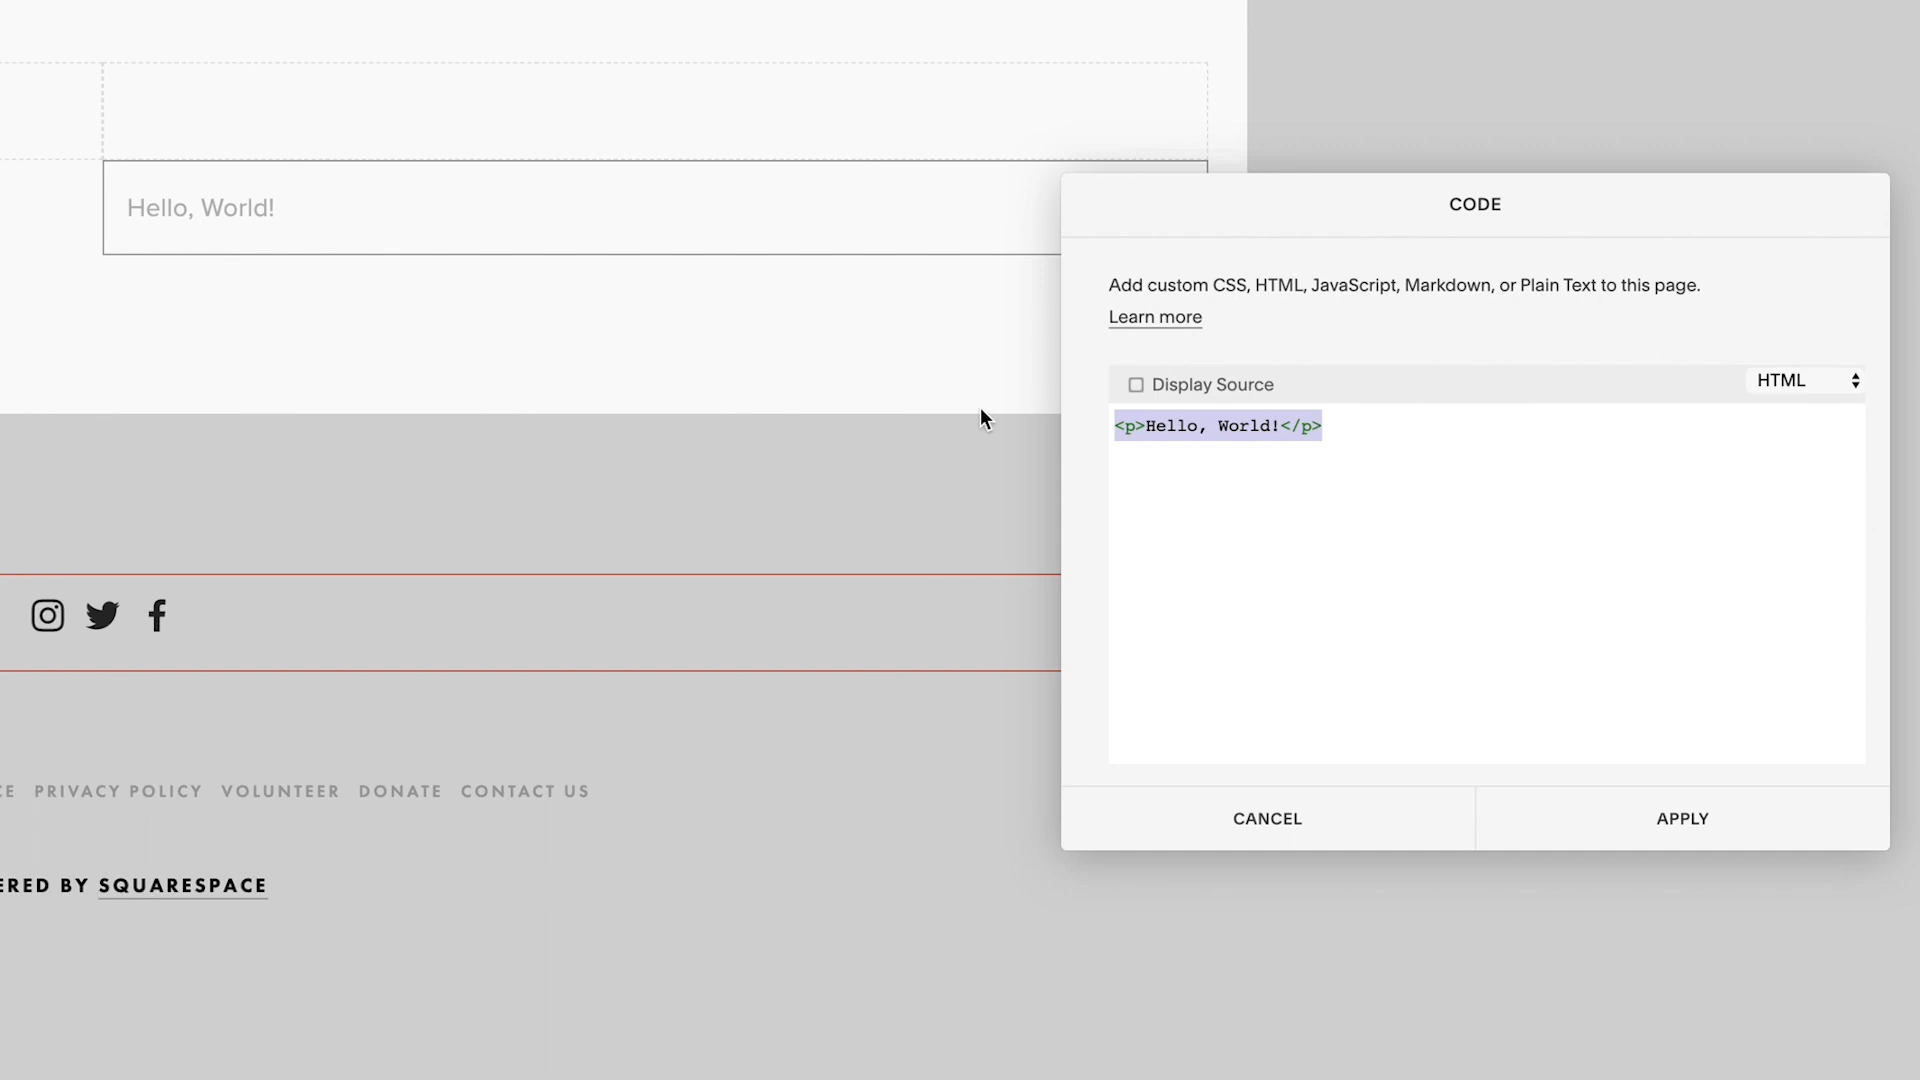 Hello, World!
CODE
Add custom CSS, HTML, JavaScript, Markdown, or Plain Text to this page.
Learn more
Display Source
HTML
<p>Hello, World!</p>
CE PRIVACY POLICY VOLUNTEER DONATE CONTACT US
CANCEL
APPLY
ERED BY SQUARESPACE